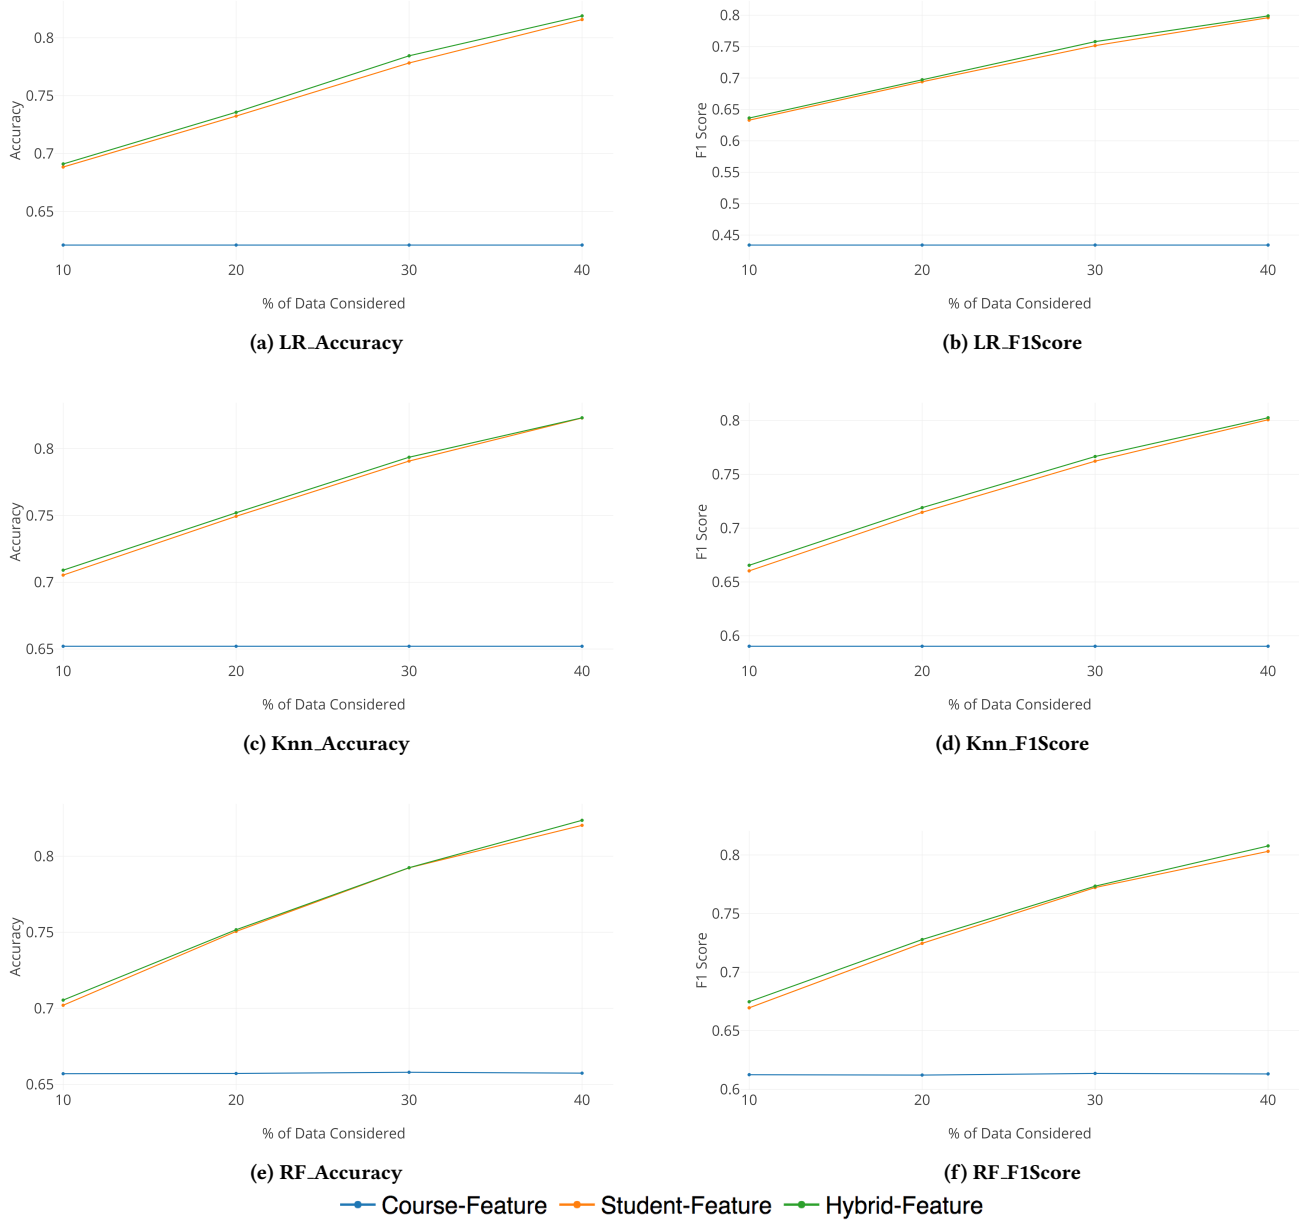 0.8
0.75
0.7
0.65
Accuracy
10 20 30 40
% of Data Considered
(a) LR_Accuracy
0.8
0.75
0.7
0.65
0.6
0.55
0.5
0.45
F1 Score
10 20 30 40
% of Data Considered
(b) LR_F1Score
0.8
0.75
0.7
0.65
Accuracy
10 20 30 40
% of Data Considered
(c) Knn_Accuracy
0.8
0.75
0.7
0.65
0.6
F1 Score
10 20 30 40
% of Data Considered
(d) Knn_F1Score
0.8
0.75
0.7
0.65
Accuracy
10 20 30 40
% of Data Considered
(e) RF_Accuracy
0.8
0.75
0.7
0.65
0.6
F1 Score
10 20 30 40
% of Data Considered
(f) RF_F1Score
Course-Feature Student-Feature Hybrid-Feature